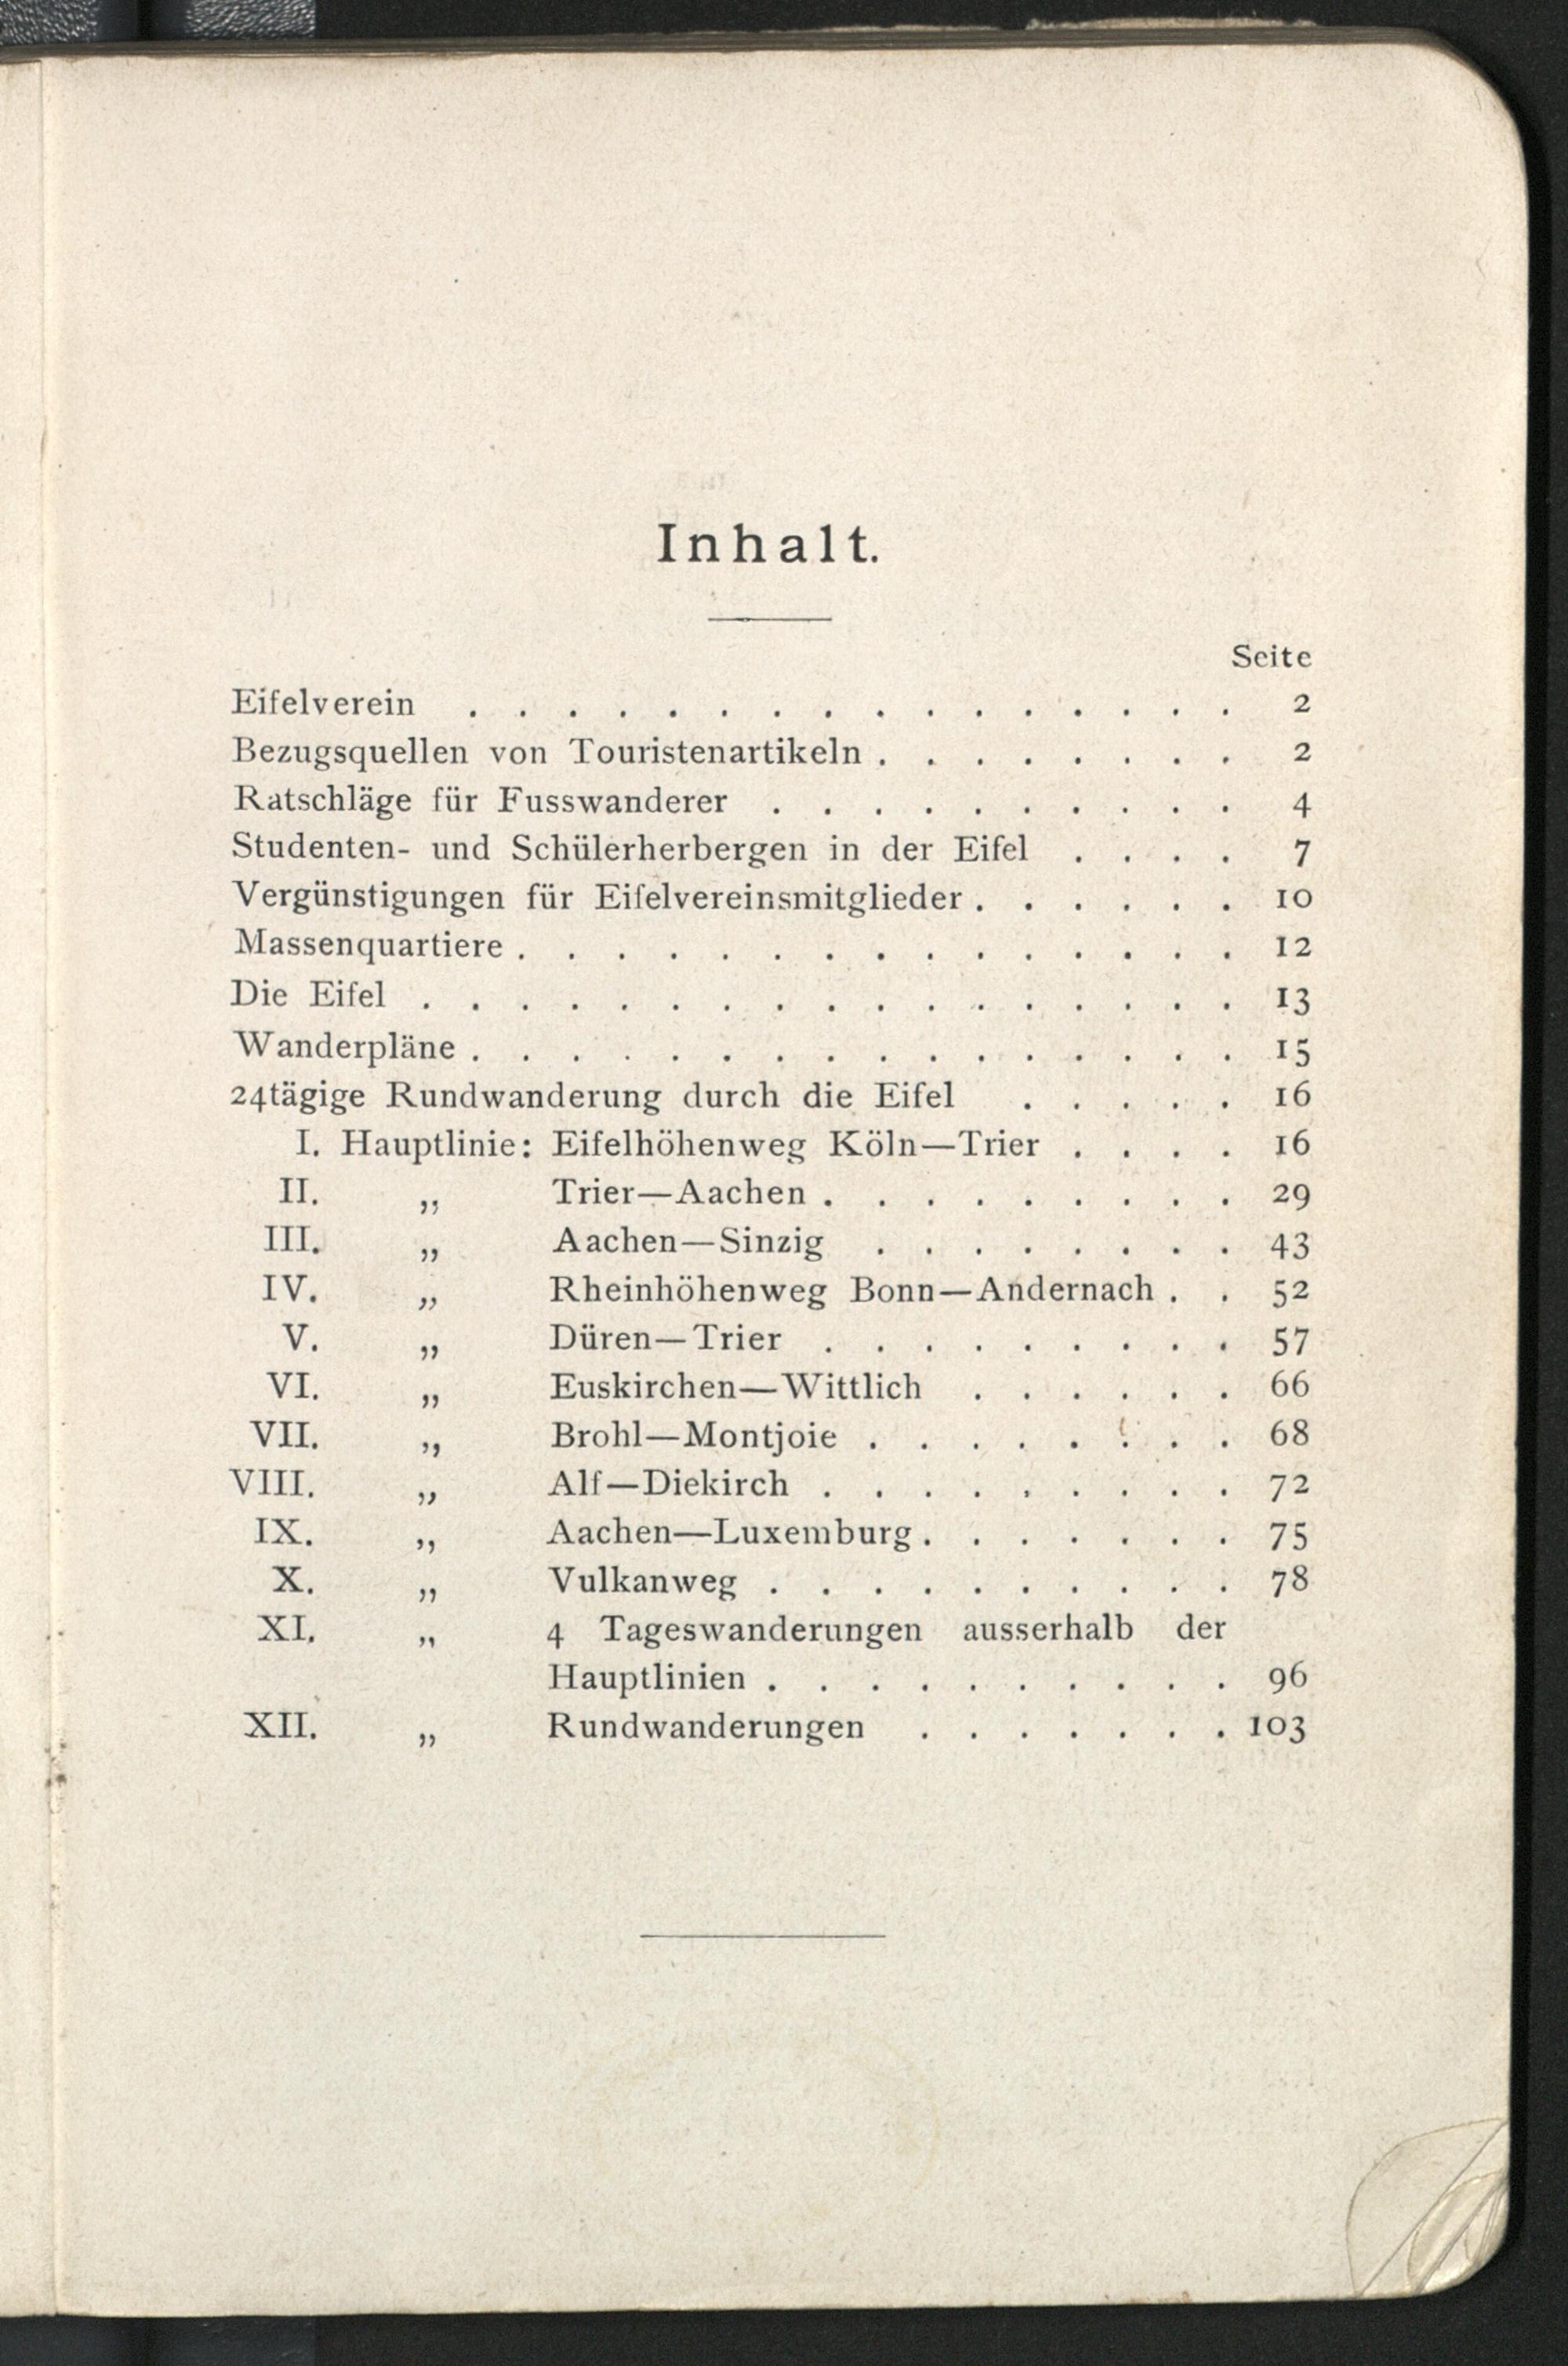 Inhalt.
Seite
Eifelverein . . . . . . . . . . . . . . . . 2
Bezugsquellen von Touristenartikeln . . . . . . . . 2
Ratschläge für Fusswanderer . . . . . . . . . . 4
Studenten- und Schülerherbergen in der Eifel . . . . 7
Vergünstigungen für Eifelvereinsmitglieder . . . . . . 10
Massenquartiere . . . . . . . . . . . . . . . 12
Die Eifel . . . . . . . . . . . . . . . . . 13
Wanderpläne . . . . . . . . . . . . . . . . 15
24tägige Rundwanderung durch die Eifel . . . . . 16
I. Hauptlinie: Eifelhöhenweg Köln—Trier . . . . 16
II. „ Trier—Aachen . . . . . . . . . 29
III. „ Aachen—Sinzig . . . . . . . . 43
IV. „ Rheinhöhenweg Bonn—Andernach . . 52
V. „ Düren—Trier . . . . . . . . . 57
VI. „ Euskirchen—Wittlich . . . . . . 66
VII. „ Brohl—Montjoie . . . . . . . . 68
VIII. „ Alf—Diekirch . . . . . . . . . 72
IX. „ Aachen—Luxemburg . . . . . . . 75
X. „ Vulkanweg . . . . . . . . . . 78
XI. „ 4 Tageswanderungen ausserhalb der
Hauptlinien . . . . . . . . . . 96
XII. „ Rundwanderungen . . . . . . . 103